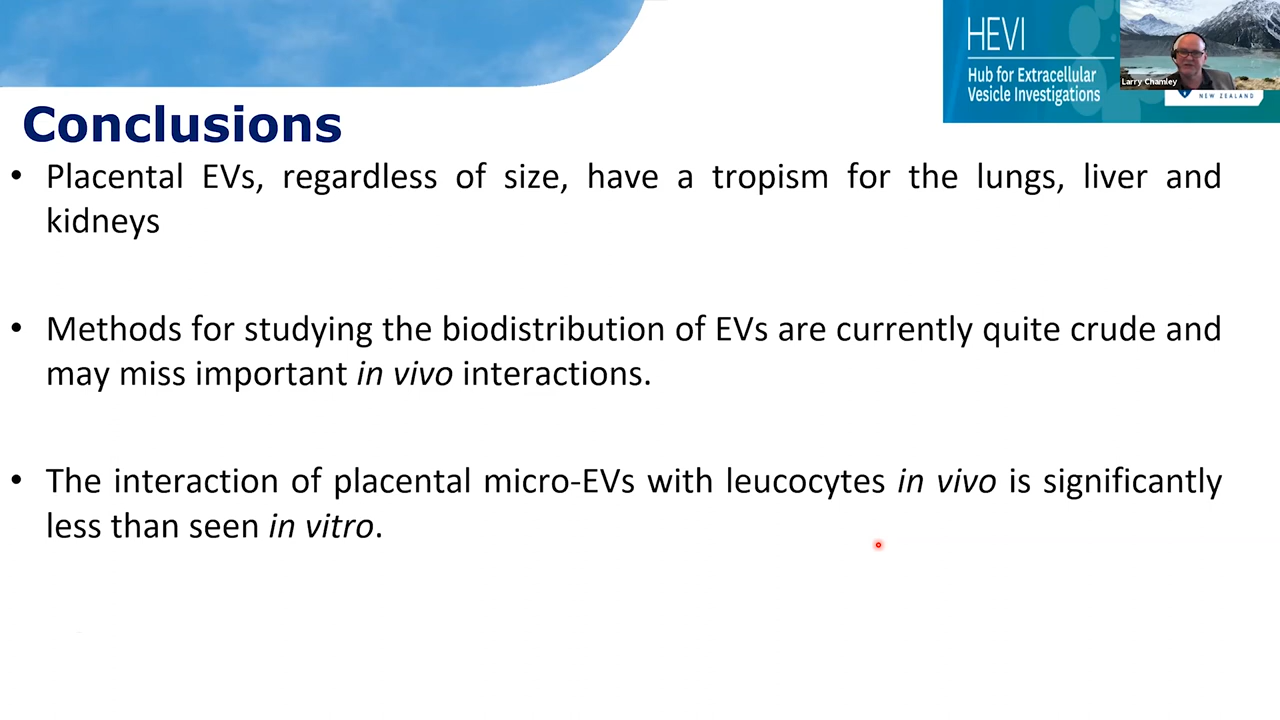 HEVI
Hub for Extracellular
Vesicle Investigations
Larry Chamley
NEW ZEALAND
Conclusions
• Placental EVs, regardless of size, have a tropism for the lungs, liver and
kidneys
• Methods for studying the biodistribution of EVs are currently quite crude and
may miss important in vivo interactions.
• The interaction of placental micro-EVs with leucocytes in vivo is significantly
less than seen in vitro.